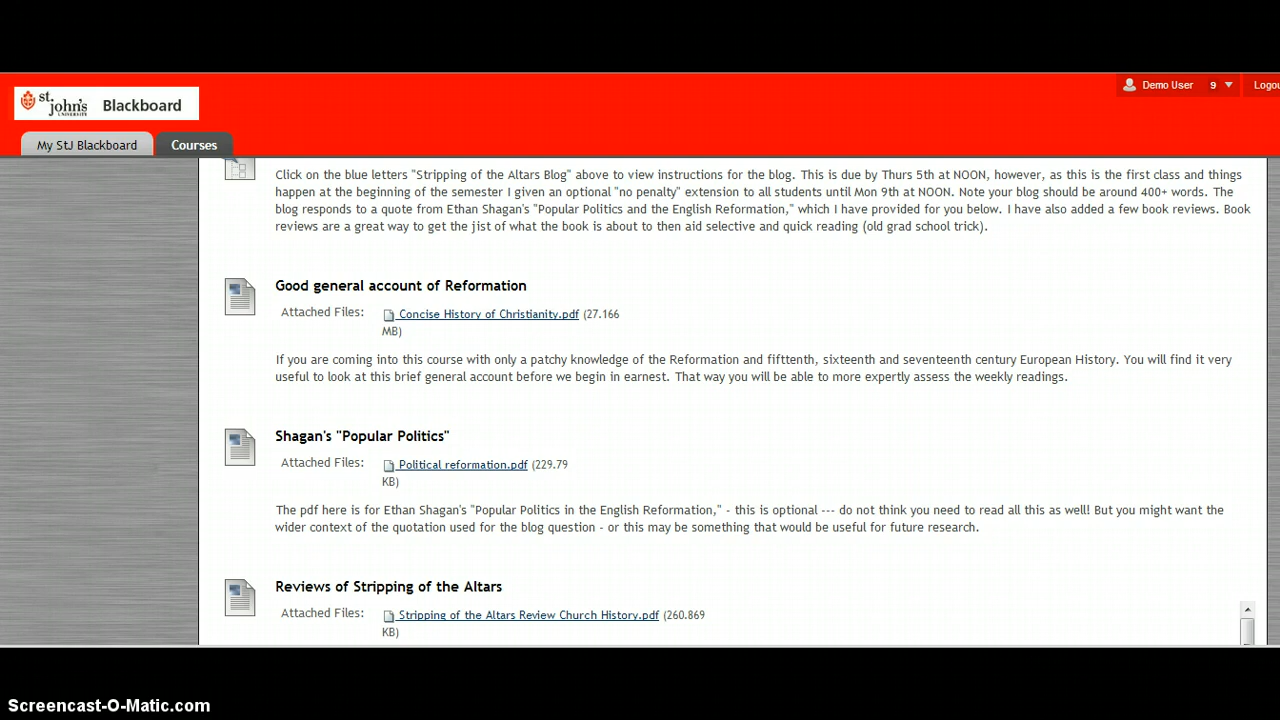 Demo User 9 Logou
st. john's UNIVERSITY Blackboard
My StJ Blackboard Courses
Click on the blue letters "Stripping of the Altars Blog" above to view instructions for the blog. This is due by Thurs 5th at NOON, however, as this is the first class and things
happen at the beginning of the semester I given an optional "no penalty" extension to all students until Mon 9th at NOON. Note your blog should be around 400+ words. The
blog responds to a quote from Ethan Shagan's "Popular Politics and the English Reformation," which I have provided for you below. I have also added a few book reviews. Book
reviews are a great way to get the jist of what the book is about to then aid selective and quick reading (old grad school trick).
Good general account of Reformation
Attached Files: Concise History of Christianity.pdf (27.166
MB)
If you are coming into this course with only a patchy knowledge of the Reformation and fiftenth, sixteenth and seventeenth century European History. You will find it very
useful to look at this brief general account before we begin in earnest. That way you will be able to more expertly assess the weekly readings.
Shagan's "Popular Politics"
Attached Files: Political reformation.pdf (229.79
KB)
The pdf here is for Ethan Shagan's "Popular Politics in the English Reformation," - this is optional --- do not think you need to read all this as well! But you might want the
wider context of the quotation used for the blog question - or this may be something that would be useful for future research.
Reviews of Stripping of the Altars
Attached Files: Stripping of the Altars Review Church History.pdf (260.869
KB)
Screencast-O-Matic.com